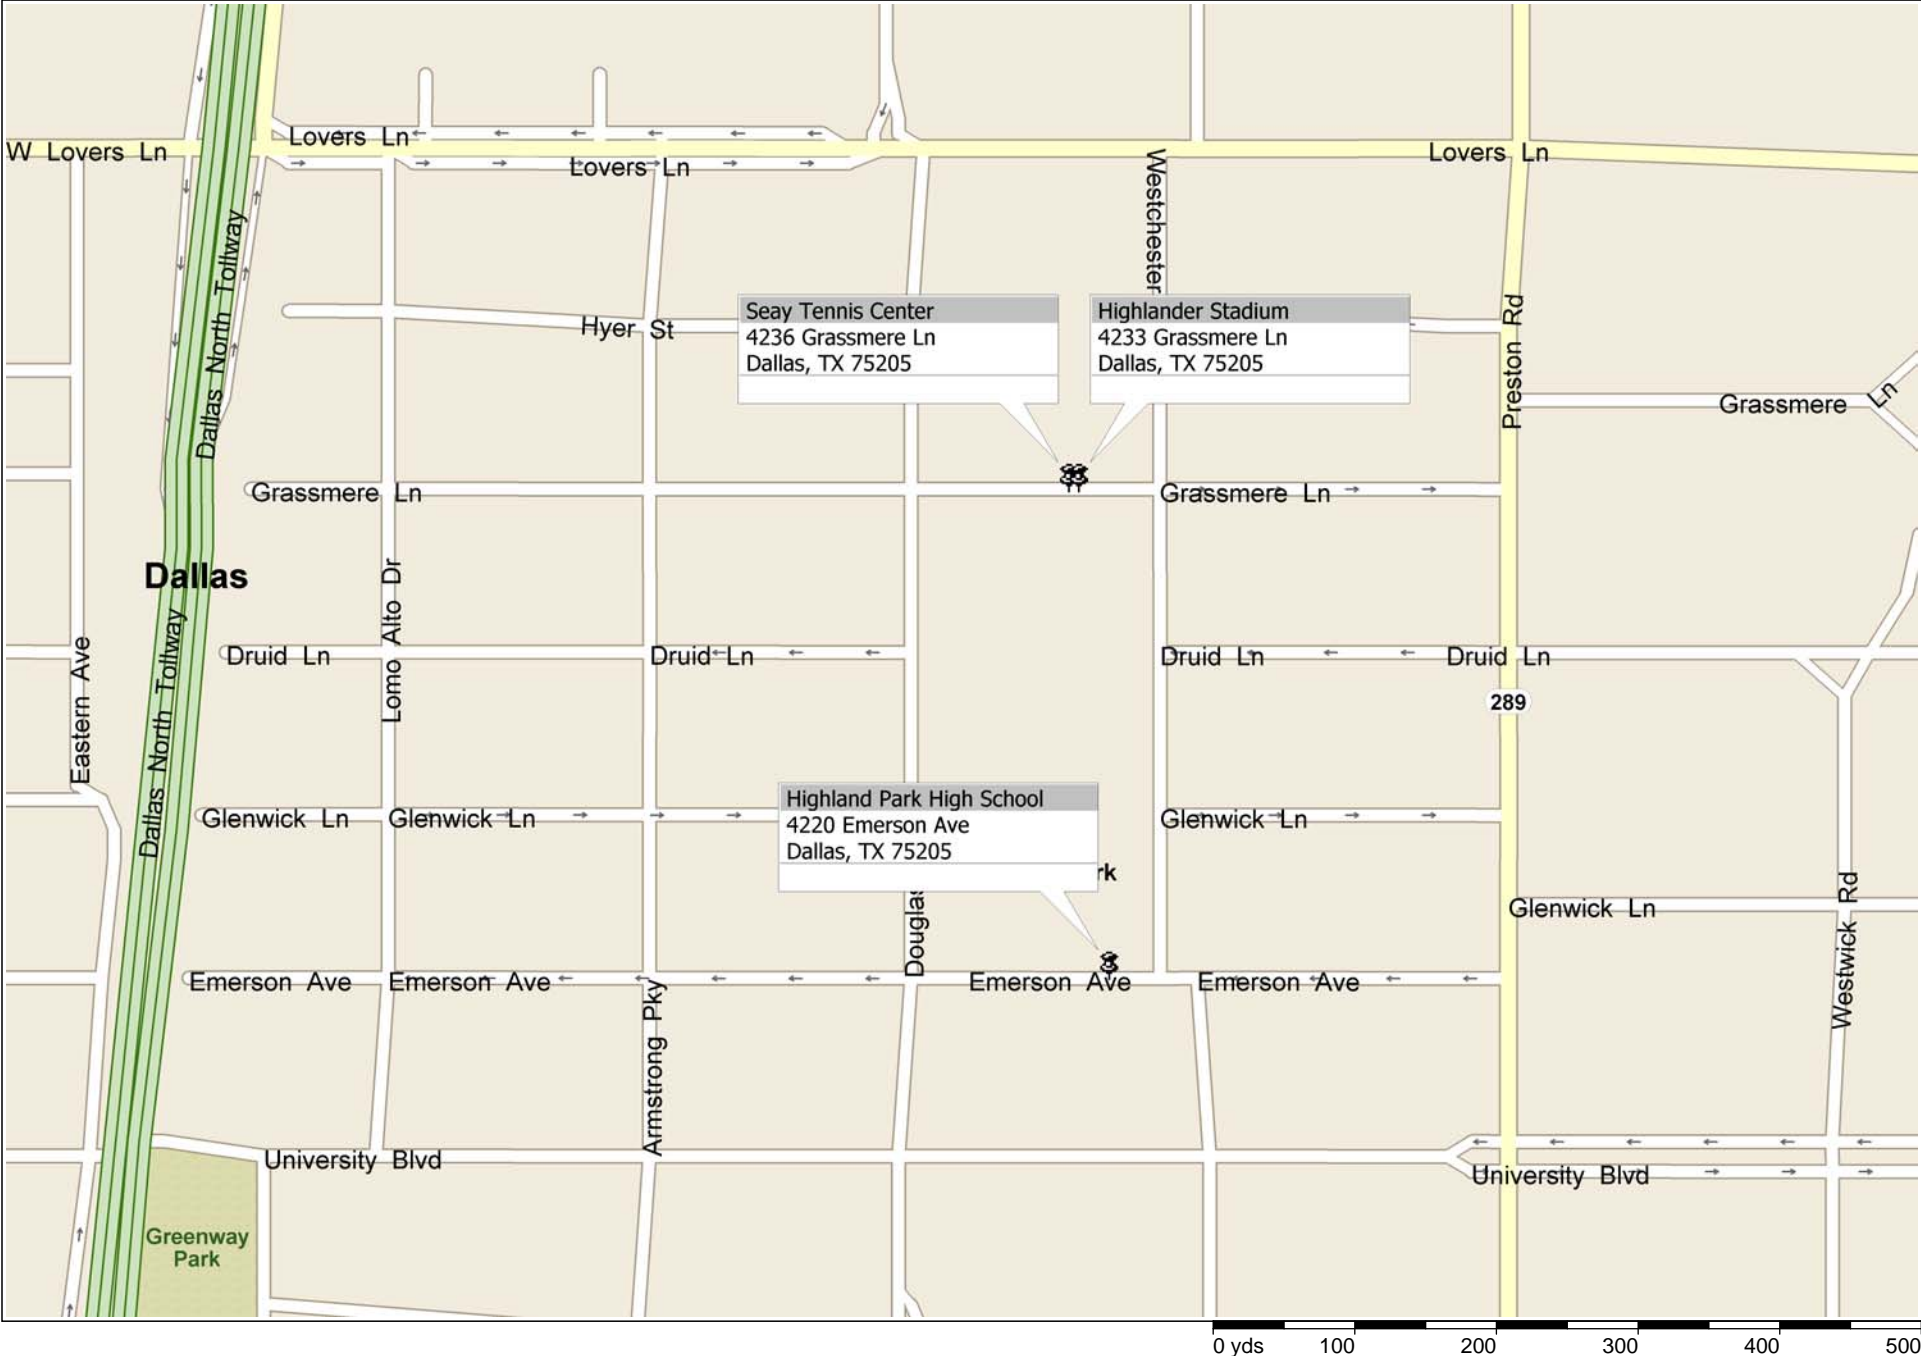 Lovers Ln
W Lovers Ln
Lovers Ln
Lovers Ln
Westchester
Dallas North Tollway
Hyer St
Seay Tennis Center
4236 Grassmere Ln
Dallas, TX 75205
Highlander Stadium
4233 Grassmere Ln
Dallas, TX 75205
Preston Rd
Grassmere Ln
Grassmere Ln
Grassmere Ln
Dallas
Lomo Alto Dr
Eastern Ave
Dallas North Tollway
Druid Ln
Druid Ln
Druid Ln
Druid Ln
289
Glenwick Ln
Glenwick Ln
Highland Park High School
4220 Emerson Ave
Dallas, TX 75205
rk
Glenwick Ln
Glenwick Ln
Westwick Rd
Douglas
Emerson Ave
Emerson Ave
Emerson Ave
Emerson Ave
Armstrong Pky
University Blvd
University Blvd
Greenway
Park
0 yds 100 200 300 400 500